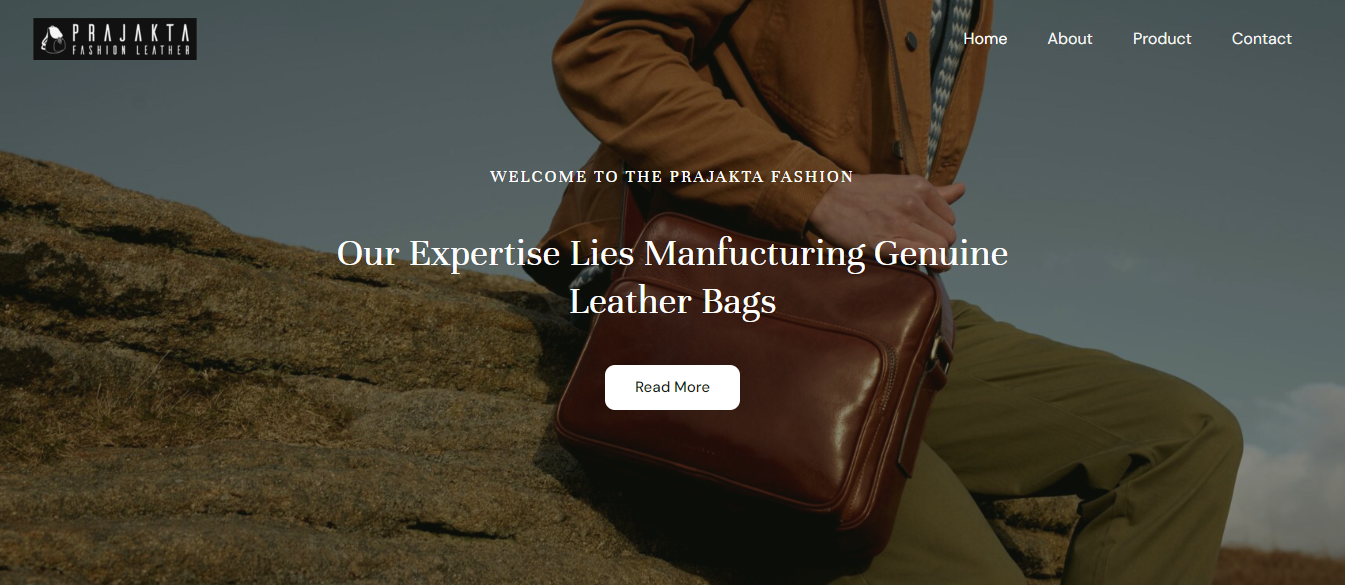 PRAJAKTA
FASHION LEATHER
Home
About
Product
Contact
WELCOME TO THE PRAJAKTA FASHION
Our Expertise Lies Manfucturing Genuine
Leather Bags
Read More